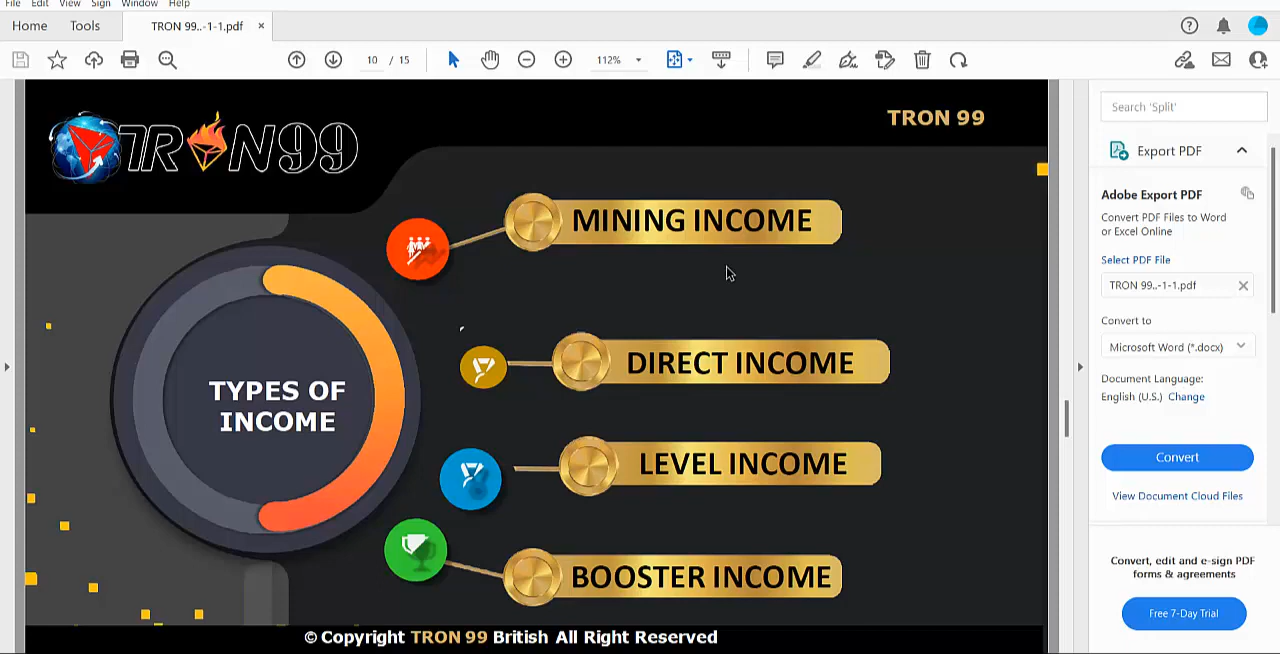 File Edit View Sign Window Help
Home Tools TRON 99..-1-1.pdf ×
10 / 15 112%
TRON99
TRON 99
TYPES OF
INCOME
MINING INCOME
DIRECT INCOME
LEVEL INCOME
BOOSTER INCOME
© Copyright TRON 99 British All Right Reserved
Search 'Split'
Export PDF
Adobe Export PDF
Convert PDF Files to Word
or Excel Online
Select PDF File
TRON 99..-1-1.pdf
Convert to
Microsoft Word (*.docx)
Document Language:
English (U.S.) Change
Convert
View Document Cloud Files
Convert, edit and e-sign PDF
forms & agreements
Free 7-Day Trial